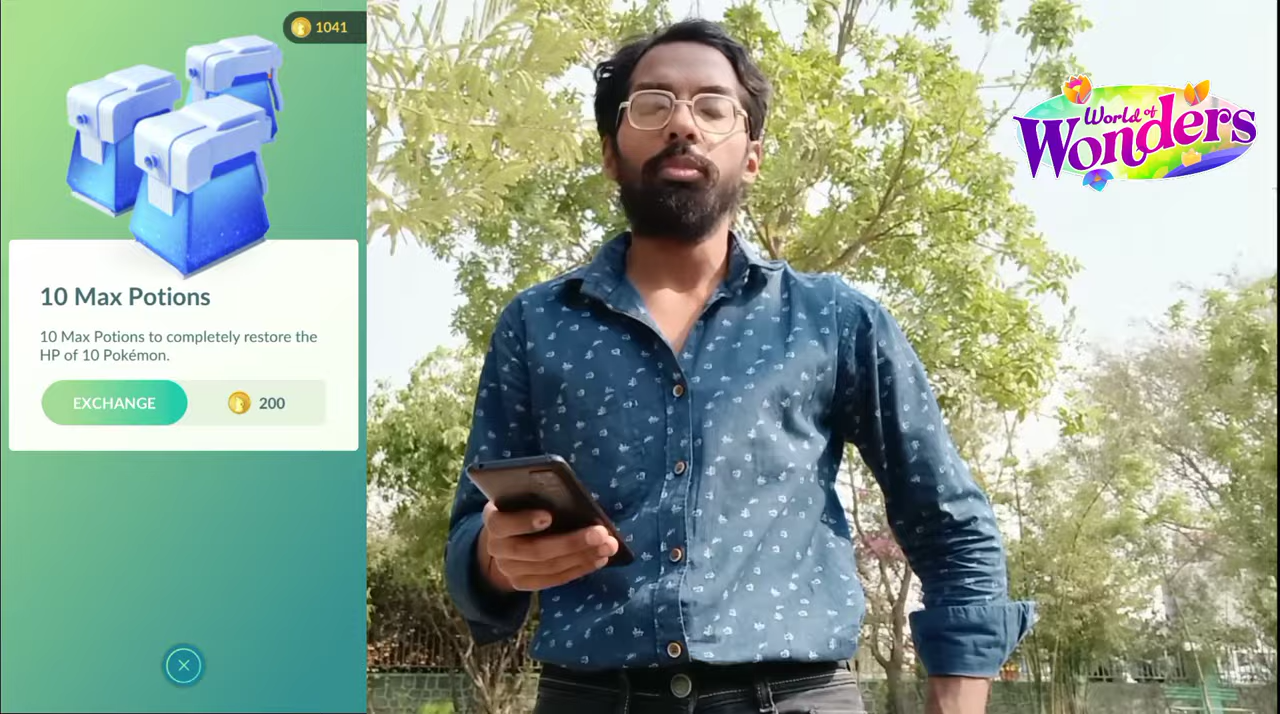 1041
10 Max Potions
10 Max Potions to completely restore the
HP of 10 Pokémon.
EXCHANGE 200
World of
Wonders